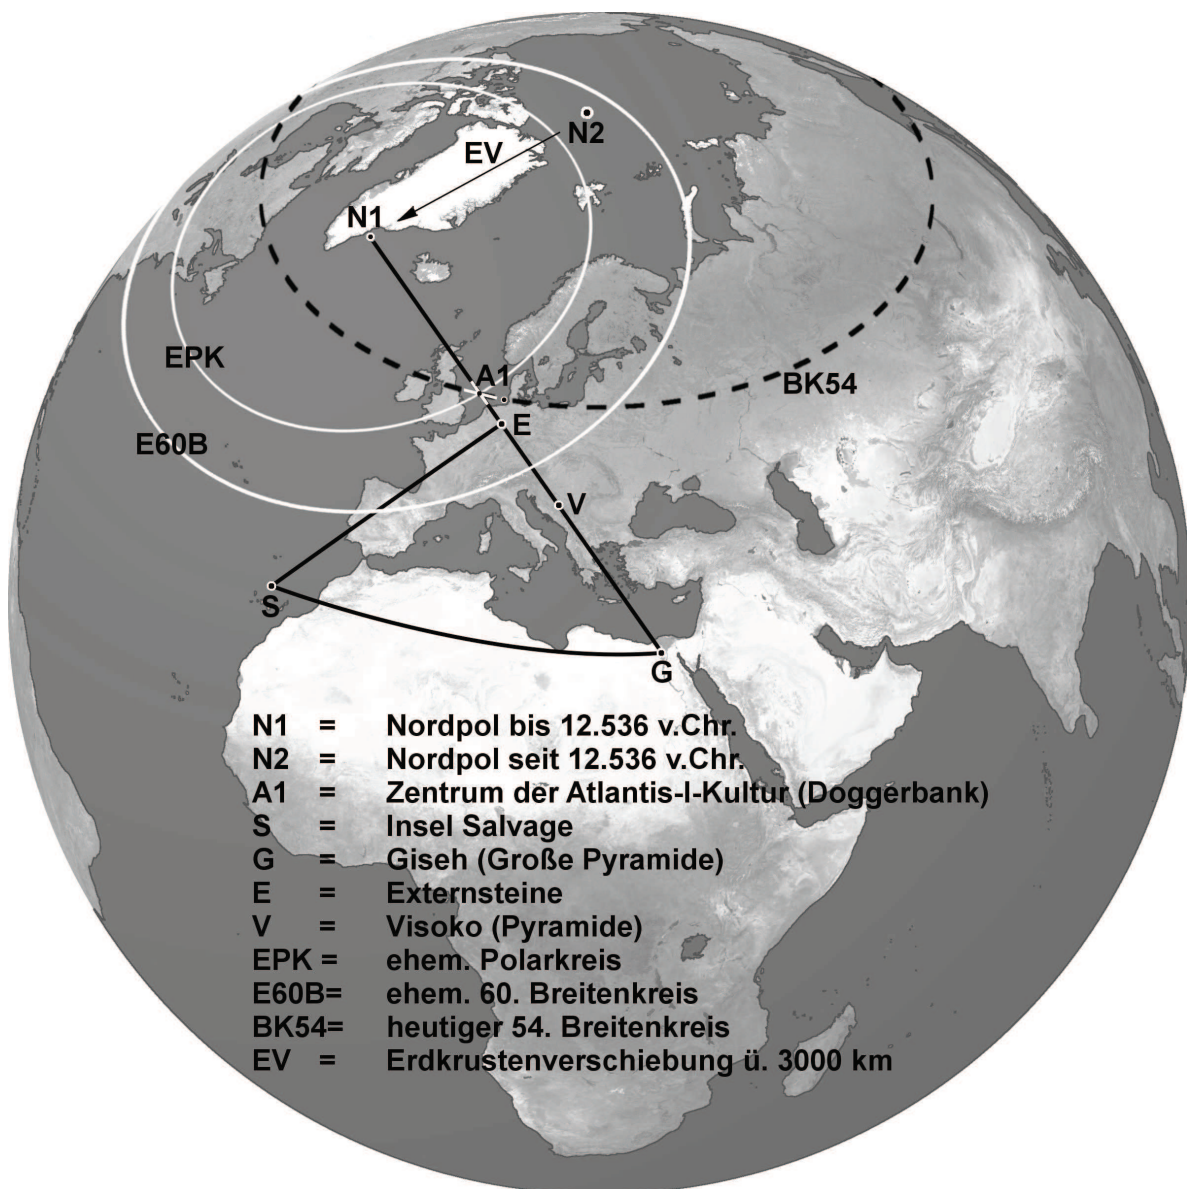 N2
EV
N1
EPK
A1
BK54
E60B
E
V
S
G
N1 = Nordpol bis 12.536 v.Chr.
N2 = Nordpol seit 12.536 v.Chr.
A1 = Zentrum der Atlantis-I-Kultur (Doggerbank)
S = Insel Salvage
G = Giseh (Große Pyramide)
E = Externsteine
V = Visoko (Pyramide)
EPK = ehem. Polarkreis
E60B= ehem. 60. Breitenkreis
BK54= heutiger 54. Breitenkreis
EV = Erdkrustenverschiebung ü. 3000 km